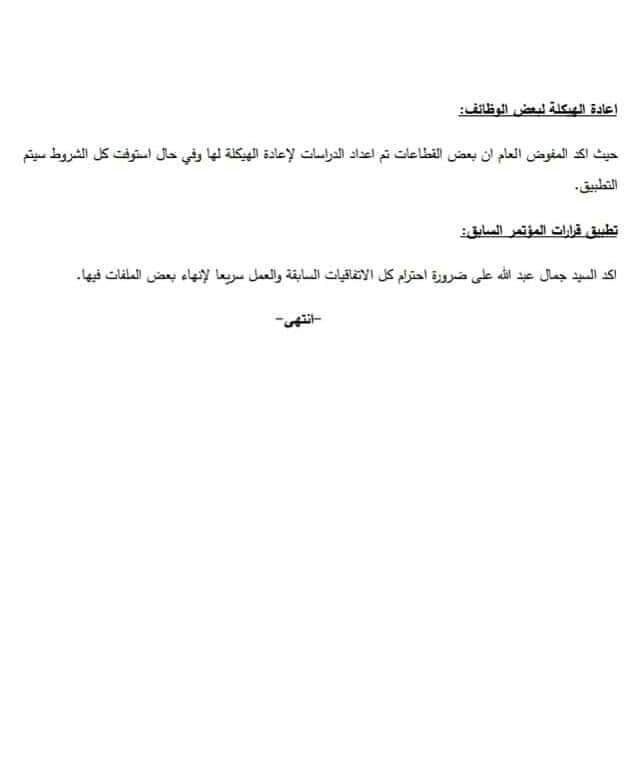 اعادة الهيكلة لبعض الوظائف:
حيث اكد المفوض العام ان بعض القطاعات تم اعداد الدراسات لإعادة الهيكلة لها وفي حال استوفت كل الشروط سيتم
التطبيق.
تطبيق قرارات المؤتمر السابق:
اكد السيد جمال عبد الله على ضرورة احترام كل الاتفاقيات السابقة والعمل سريعا لإنهاء بعض الملفات فيها.
-انتهى-